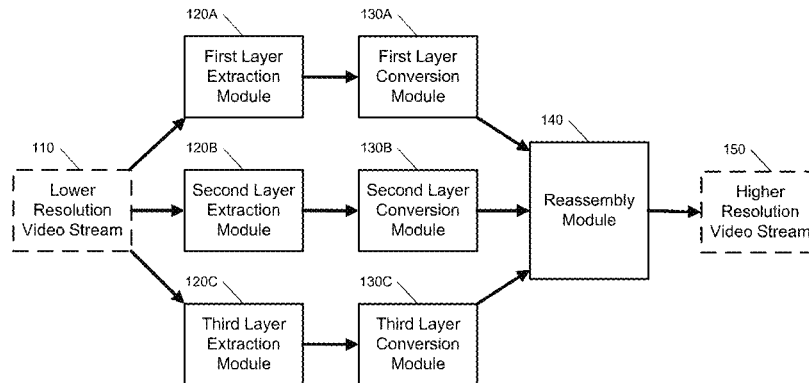 120A
First Layer
Extraction
Module
130A
First Layer
Conversion
Module
110
Lower
Resolution
Video Stream
120B
Second Layer
Extraction
Module
130B
Second Layer
Conversion
Module
140
Reassembly
Module
150
Higher
Resolution
Video Stream
120C
Third Layer
Extraction
Module
130C
Third Layer
Conversion
Module